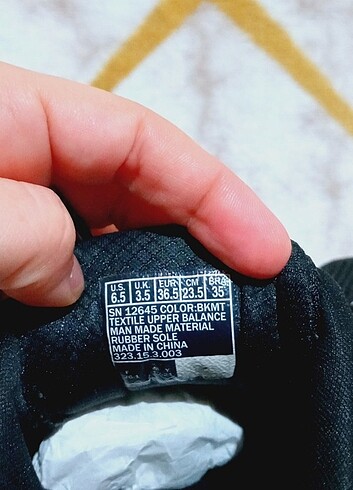 U.S. U.K. EUR CM BRA
6.5 3.5 36.5 23.5 35
SN 12645 COLOR:BKMT
TEXTILE UPPER BALANCE
MAN MADE MATERIAL
RUBBER SOLE
MADE IN CHINA
323.15.3.003